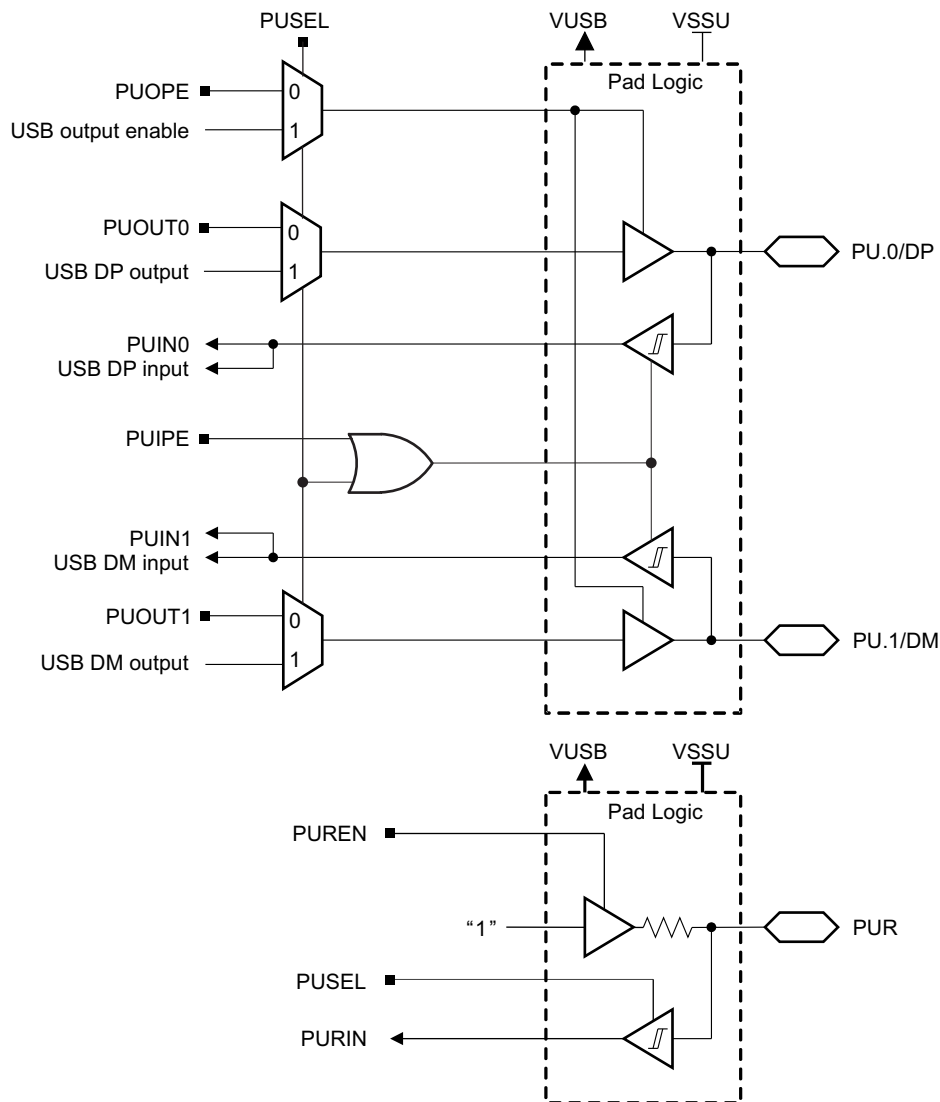 PUSEL
VUSB
VSSU
Pad Logic
PUOPE
0
USB output enable
1
PUOUT0
0
USB DP output
1
PU.0/DP
PUIN0
USB DP input
PUIPE
PUIN1
USB DM input
PUOUT1
0
USB DM output
1
PU.1/DM
VUSB
VSSU
Pad Logic
PUREN
“1”
PUR
PUSEL
PURIN